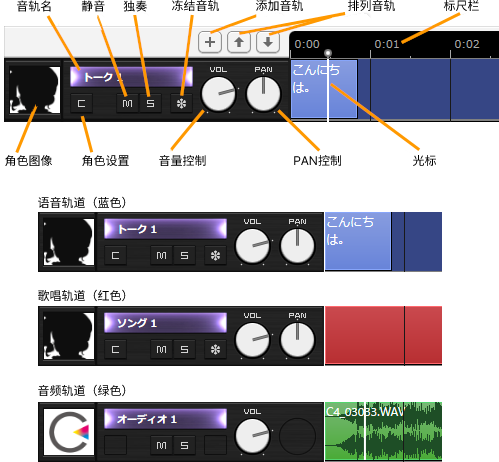 音轨名 静音 独奏 冻结音轨 添加音轨 排列音轨 标尺栏
0:00 0:01 0:02
トーク 1 VOL PAN こんにち
は。
C M S
角色图像 角色设置 音量控制 PAN控制 光标
语音轨道（蓝色）
トーク 1 VOL PAN こんにち
は。
C M S
歌唱轨道（红色）
ソング 1 VOL PAN
C M S
音频轨道（绿色）
オーディオ 1 VOL C4_03033.WAV
M S